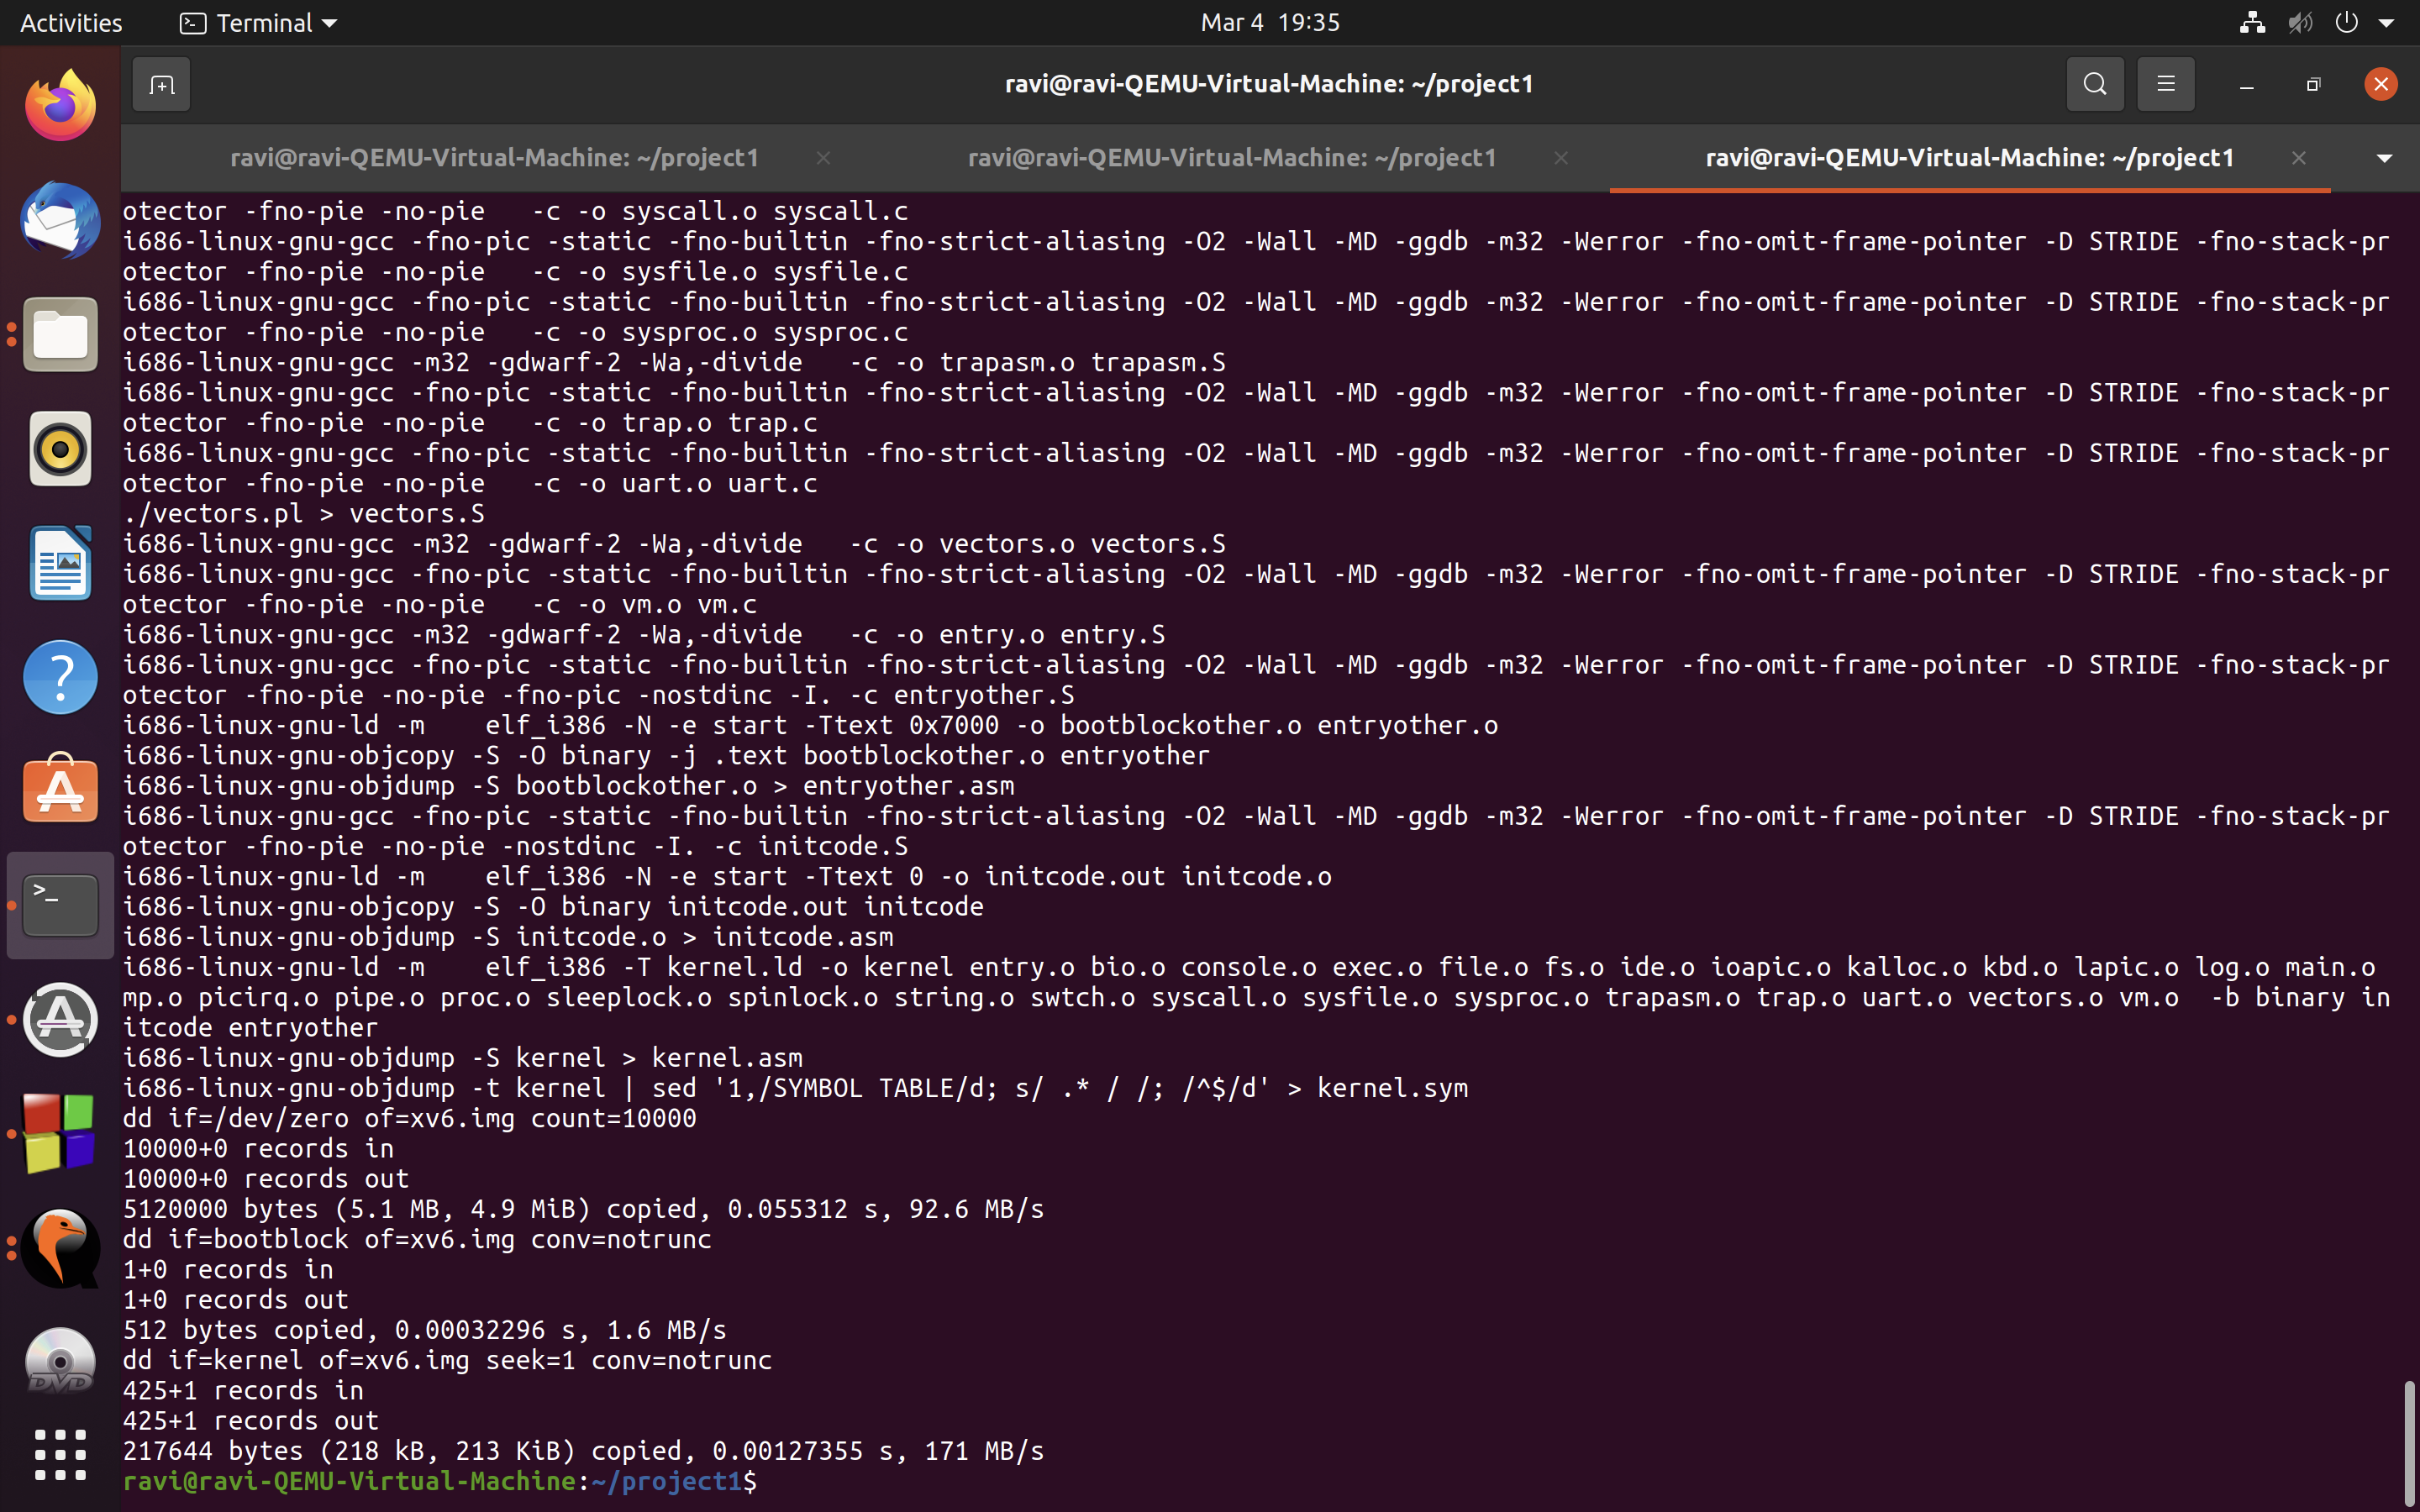 Activities
Terminal
Mar 4 19:35
ravi@ravi-QEMU-Virtual-Machine: ~/project1
ravi@ravi-QEMU-Virtual-Machine: ~/project1
ravi@ravi-QEMU-Virtual-Machine: ~/project1
ravi@ravi-QEMU-Virtual-Machine: ~/project1
otector -fno-pie -no-pie   -c -o syscall.o syscall.c
i686-linux-gnu-gcc -fno-pic -static -fno-builtin -fno-strict-aliasing -O2 -Wall -MD -ggdb -m32 -Werror -fno-omit-frame-pointer -D STRIDE -fno-stack-pr
otector -fno-pie -no-pie   -c -o sysfile.o sysfile.c
i686-linux-gnu-gcc -fno-pic -static -fno-builtin -fno-strict-aliasing -O2 -Wall -MD -ggdb -m32 -Werror -fno-omit-frame-pointer -D STRIDE -fno-stack-pr
otector -fno-pie -no-pie   -c -o sysproc.o sysproc.c
i686-linux-gnu-gcc -m32 -gdwarf-2 -Wa,-divide   -c -o trapasm.o trapasm.S
i686-linux-gnu-gcc -fno-pic -static -fno-builtin -fno-strict-aliasing -O2 -Wall -MD -ggdb -m32 -Werror -fno-omit-frame-pointer -D STRIDE -fno-stack-pr
otector -fno-pie -no-pie   -c -o trap.o trap.c
i686-linux-gnu-gcc -fno-pic -static -fno-builtin -fno-strict-aliasing -O2 -Wall -MD -ggdb -m32 -Werror -fno-omit-frame-pointer -D STRIDE -fno-stack-pr
otector -fno-pie -no-pie   -c -o uart.o uart.c
./vectors.pl > vectors.S
i686-linux-gnu-gcc -m32 -gdwarf-2 -Wa,-divide   -c -o vectors.o vectors.S
i686-linux-gnu-gcc -fno-pic -static -fno-builtin -fno-strict-aliasing -O2 -Wall -MD -ggdb -m32 -Werror -fno-omit-frame-pointer -D STRIDE -fno-stack-pr
otector -fno-pie -no-pie   -c -o vm.o vm.c
i686-linux-gnu-gcc -m32 -gdwarf-2 -Wa,-divide   -c -o entry.o entry.S
i686-linux-gnu-gcc -fno-pic -static -fno-builtin -fno-strict-aliasing -O2 -Wall -MD -ggdb -m32 -Werror -fno-omit-frame-pointer -D STRIDE -fno-stack-pr
otector -fno-pie -no-pie -fno-pic -nostdinc -I. -c entryother.S
i686-linux-gnu-ld -m    elf_i386 -N -e start -Ttext 0x7000 -o bootblockother.o entryother.o
i686-linux-gnu-objcopy -S -O binary -j .text bootblockother.o entryother
i686-linux-gnu-objdump -S bootblockother.o > entryother.asm
i686-linux-gnu-gcc -fno-pic -static -fno-builtin -fno-strict-aliasing -O2 -Wall -MD -ggdb -m32 -Werror -fno-omit-frame-pointer -D STRIDE -fno-stack-pr
otector -fno-pie -no-pie -nostdinc -I. -c initcode.S
i686-linux-gnu-ld -m    elf_i386 -N -e start -Ttext 0 -o initcode.out initcode.o
i686-linux-gnu-objcopy -S -O binary initcode.out initcode
i686-linux-gnu-objdump -S initcode.o > initcode.asm
i686-linux-gnu-ld -m    elf_i386 -T kernel.ld -o kernel entry.o bio.o console.o exec.o file.o fs.o ide.o ioapic.o kalloc.o kbd.o lapic.o log.o main.o
mp.o picirq.o pipe.o proc.o sleeplock.o spinlock.o string.o swtch.o syscall.o sysfile.o sysproc.o trapasm.o trap.o uart.o vectors.o vm.o  -b binary in
itcode entryother
i686-linux-gnu-objdump -S kernel > kernel.asm
i686-linux-gnu-objdump -t kernel | sed '1,/SYMBOL TABLE/d; s/ .* / /; /^$/d' > kernel.sym
dd if=/dev/zero of=xv6.img count=10000
10000+0 records in
10000+0 records out
5120000 bytes (5.1 MB, 4.9 MiB) copied, 0.055312 s, 92.6 MB/s
dd if=bootblock of=xv6.img conv=notrunc
1+0 records in
1+0 records out
512 bytes copied, 0.00032296 s, 1.6 MB/s
dd if=kernel of=xv6.img seek=1 conv=notrunc
425+1 records in
425+1 records out
217644 bytes (218 kB, 213 KiB) copied, 0.00127355 s, 171 MB/s
ravi@ravi-QEMU-Virtual-Machine:~/project1$
DVD